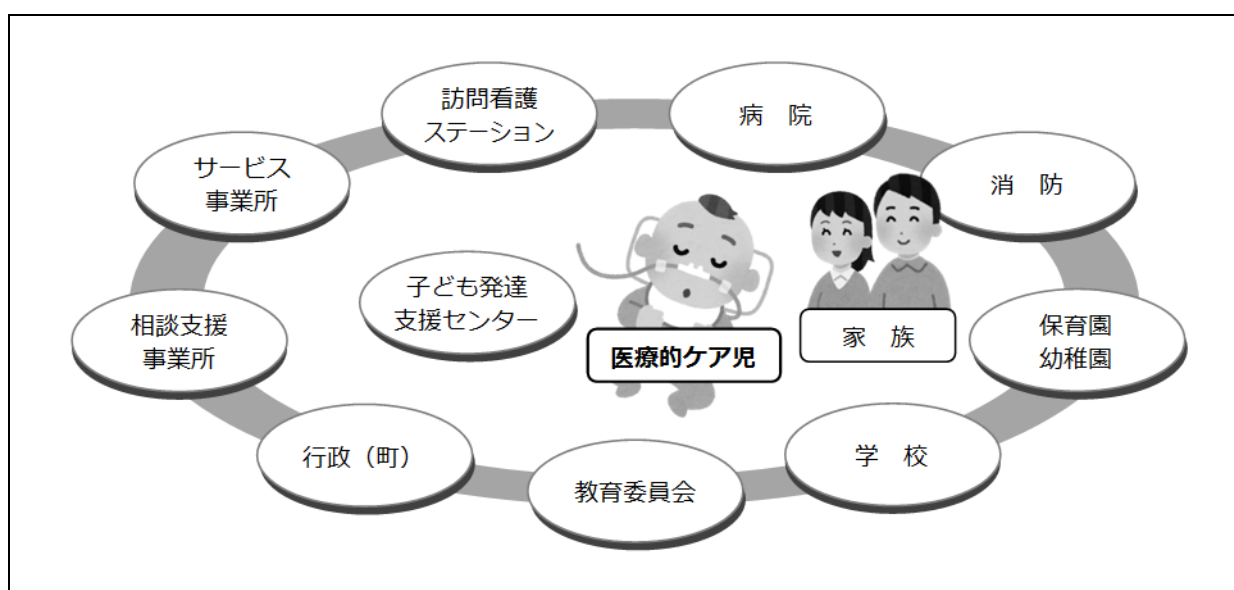 訪問看護
ステーション
病　院
サービス
事業所
消　防
子ども発達
支援センター
医療的ケア児
家　族
相談支援
事業所
保育園
幼稚園
行政（町）
学　校
教育委員会